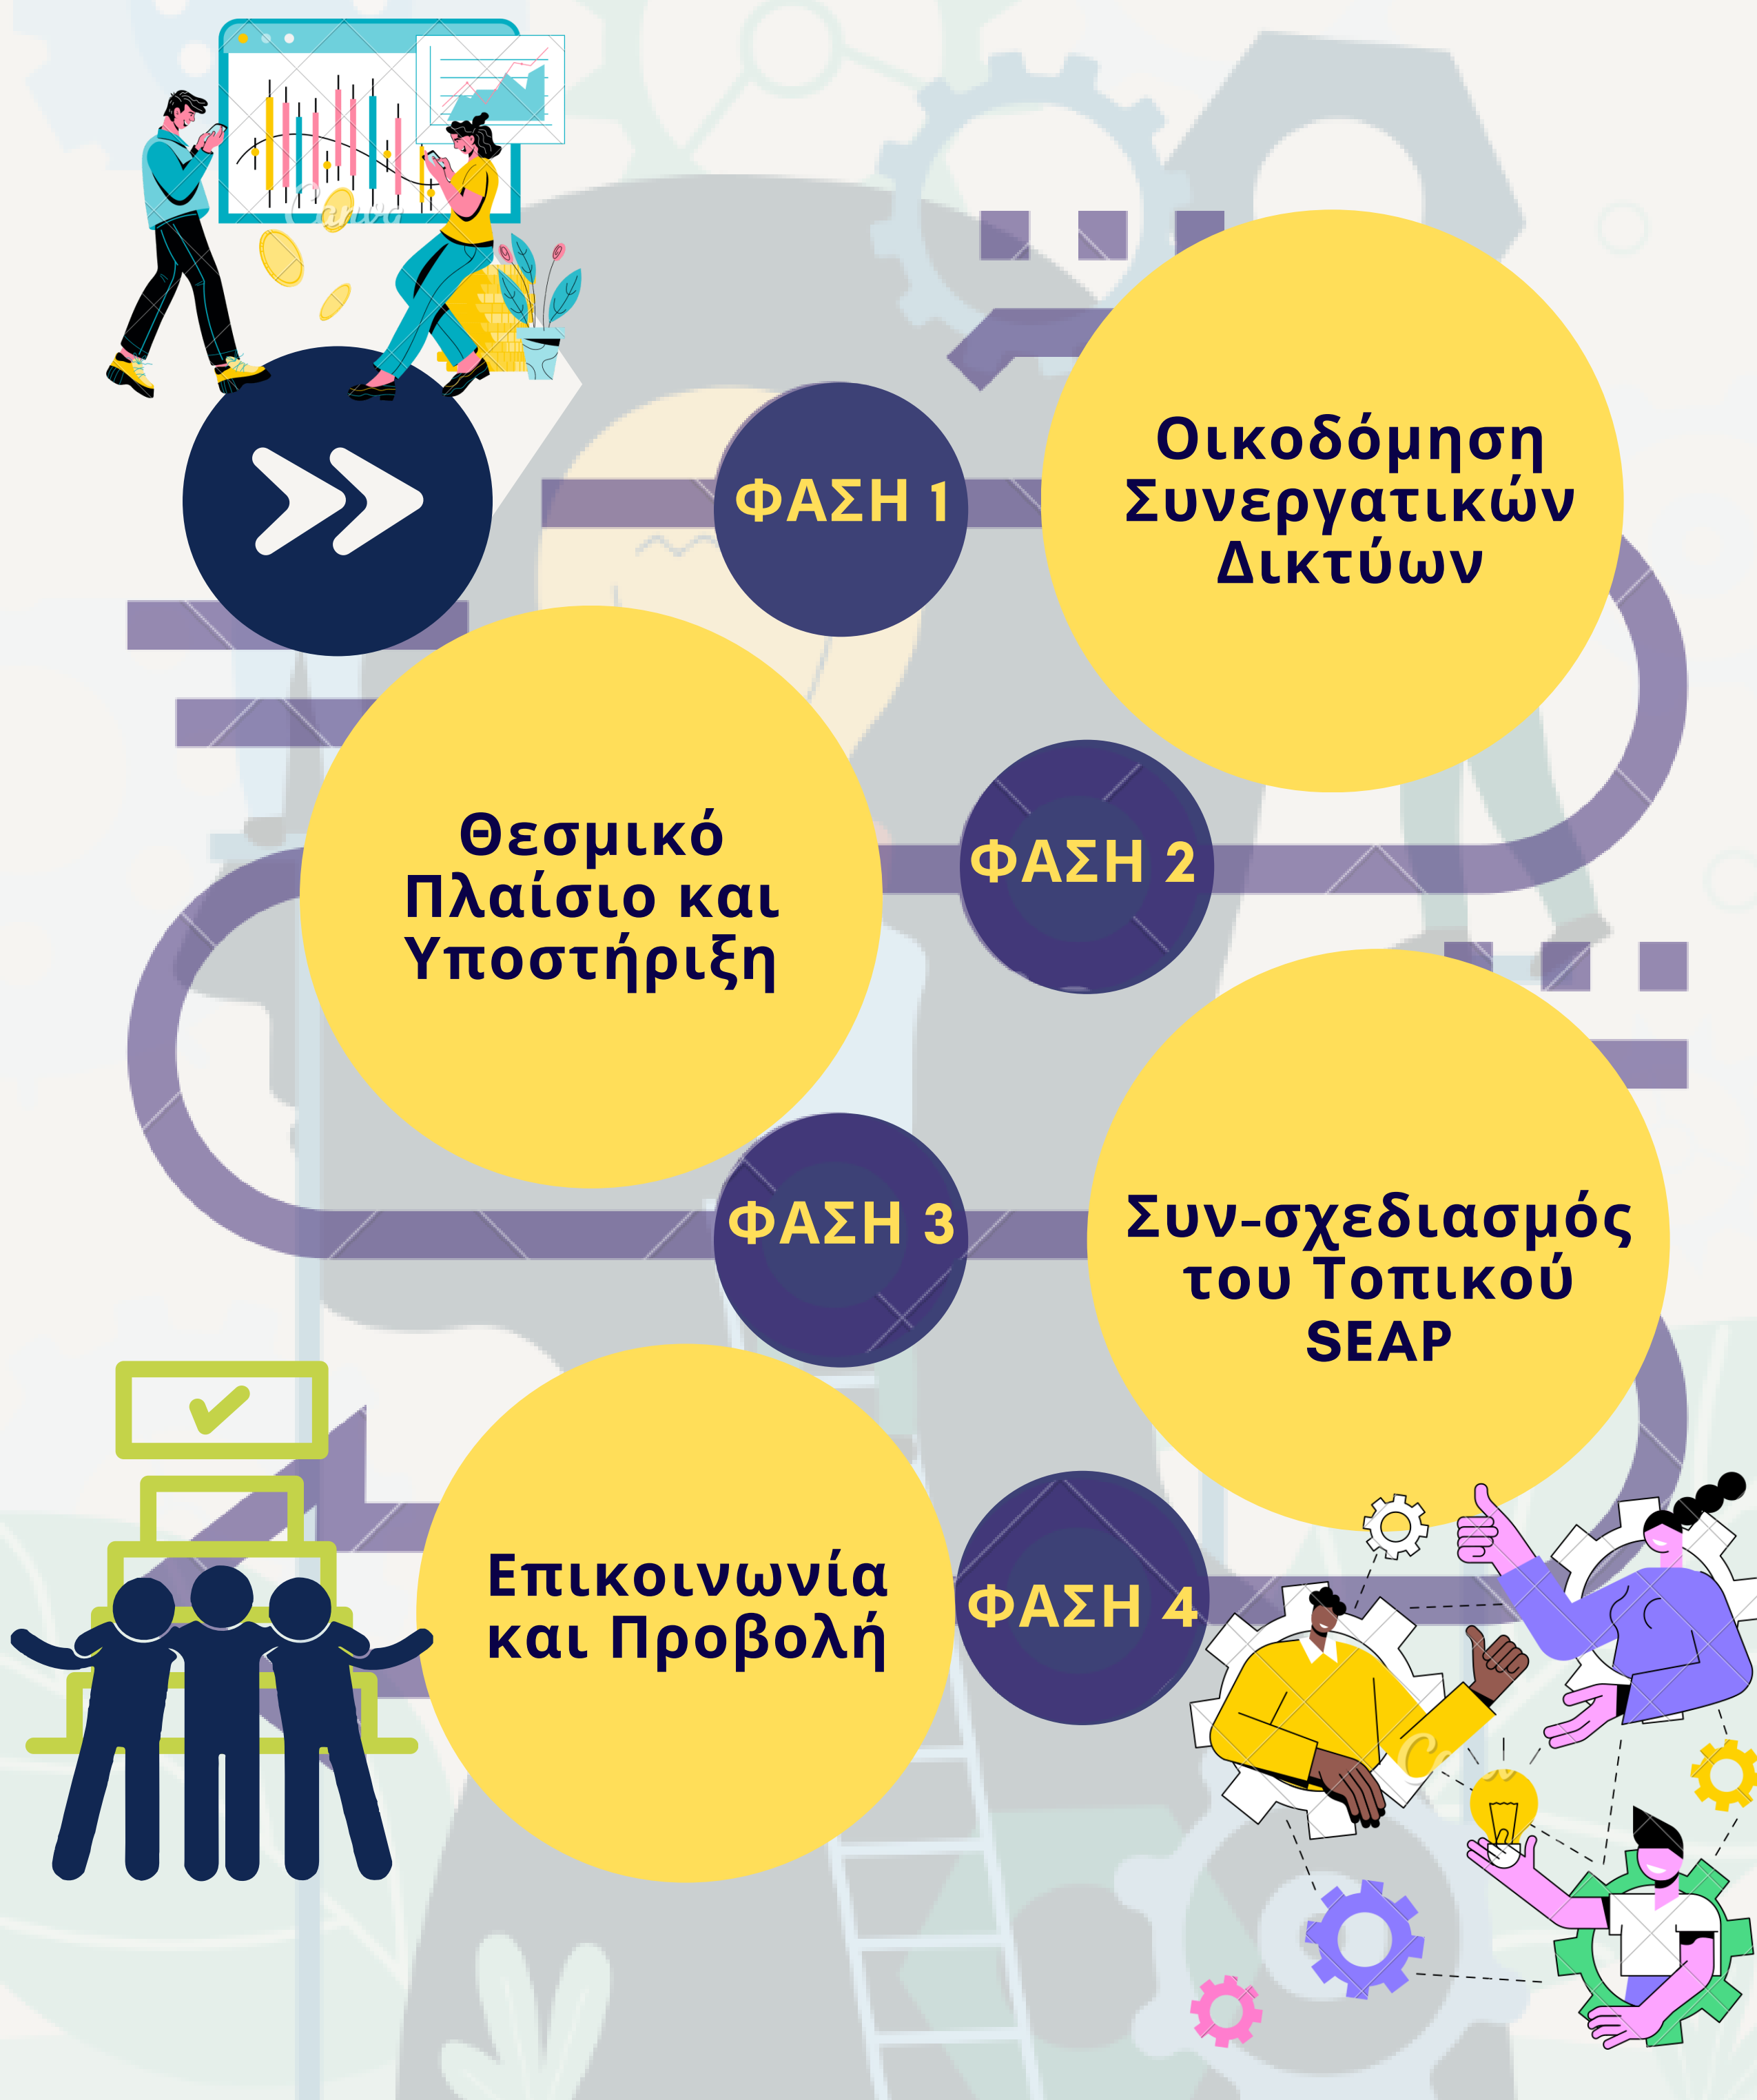 Canva
ΦΑΣΗ 1
Οικοδόμηση
Συνεργατικών
Δικτύων
ΦΑΣΗ 2
Θεσμικό
Πλαίσιο και
Υποστήριξη
ΦΑΣΗ 3
Συν-σχεδιασμός
του Τοπικού
SEAP
ΦΑΣΗ 4
Επικοινωνία
και Προβολή